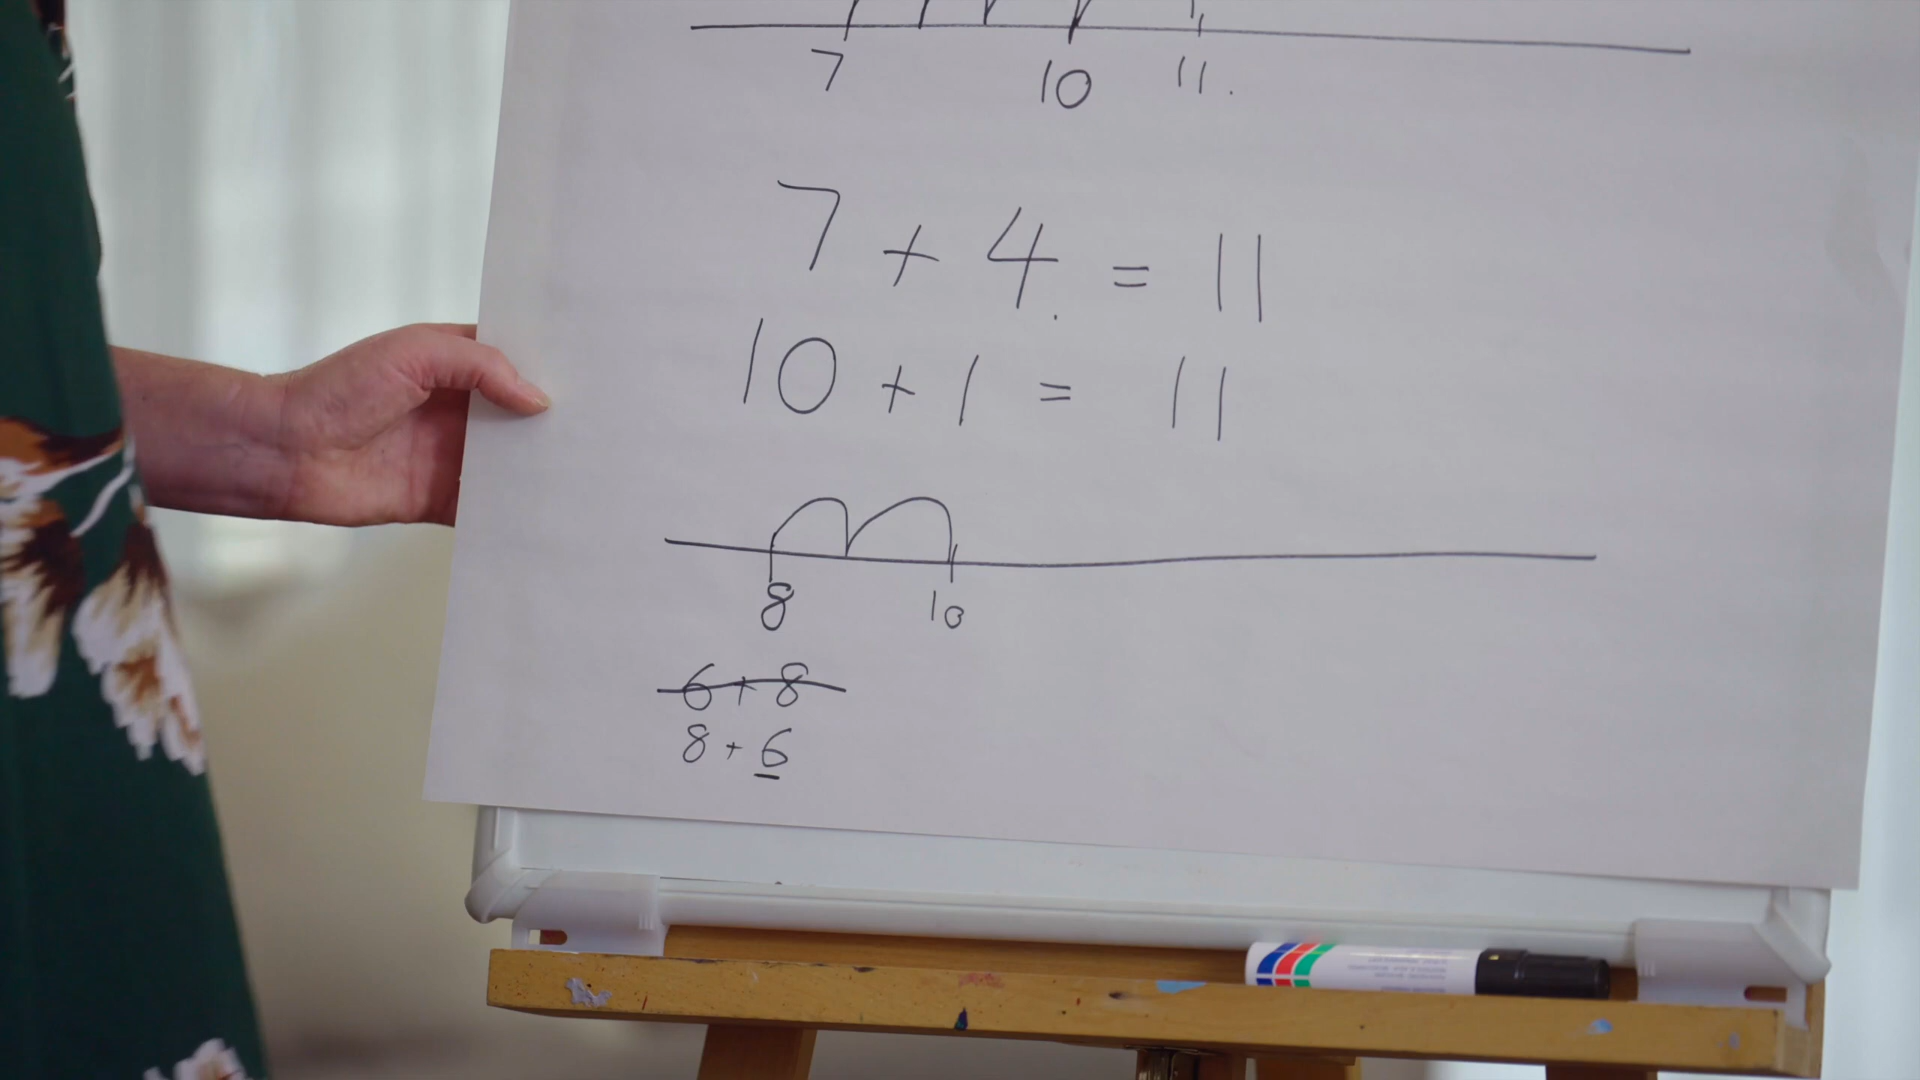 7 10 11.
7 + 4. = 11
10 + 1 = 11
8 10
6 + 8
8 + 6